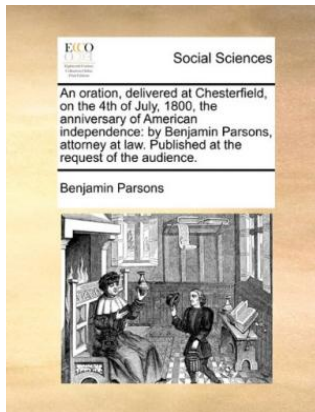 ECCO
Social Sciences
An oration, delivered at Chesterfield,
on the 4th of July, 1800, the
anniversary of American
independence: by Benjamin Parsons,
attorney at law. Published at the
request of the audience.
Benjamin Parsons